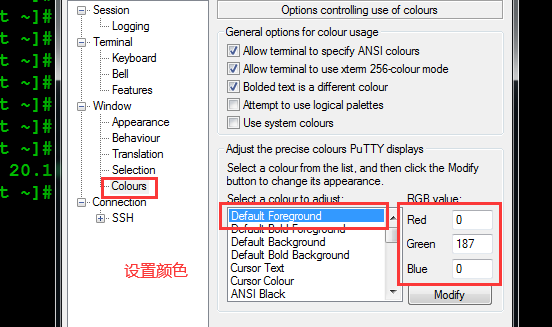 t ~]#
t ~]#
t ~]#
t ~]#
t ~]#
t ~]#
t ~]#
20.1
t ~]#
Session
Logging
Terminal
Keyboard
Bell
Features
Window
Appearance
Behaviour
Translation
Selection
Colours
Connection
SSH
设置颜色
Options controlling use of colours
General options for colour usage
Allow terminal to specify ANSI colours
Allow terminal to use xterm 256-colour mode
Bolded text is a different colour
Attempt to use logical palettes
Use system colours
Adjust the precise colours PuTTY displays
Select a colour from the list, and then click the Modify
button to change its appearance.
Select a colour to adjust:
Default Foreground
Default Bold Foreground
Default Background
Default Bold Background
Cursor Text
Cursor Colour
ANSI Black
RGB value:
Red 0
Green 187
Blue 0
Modify